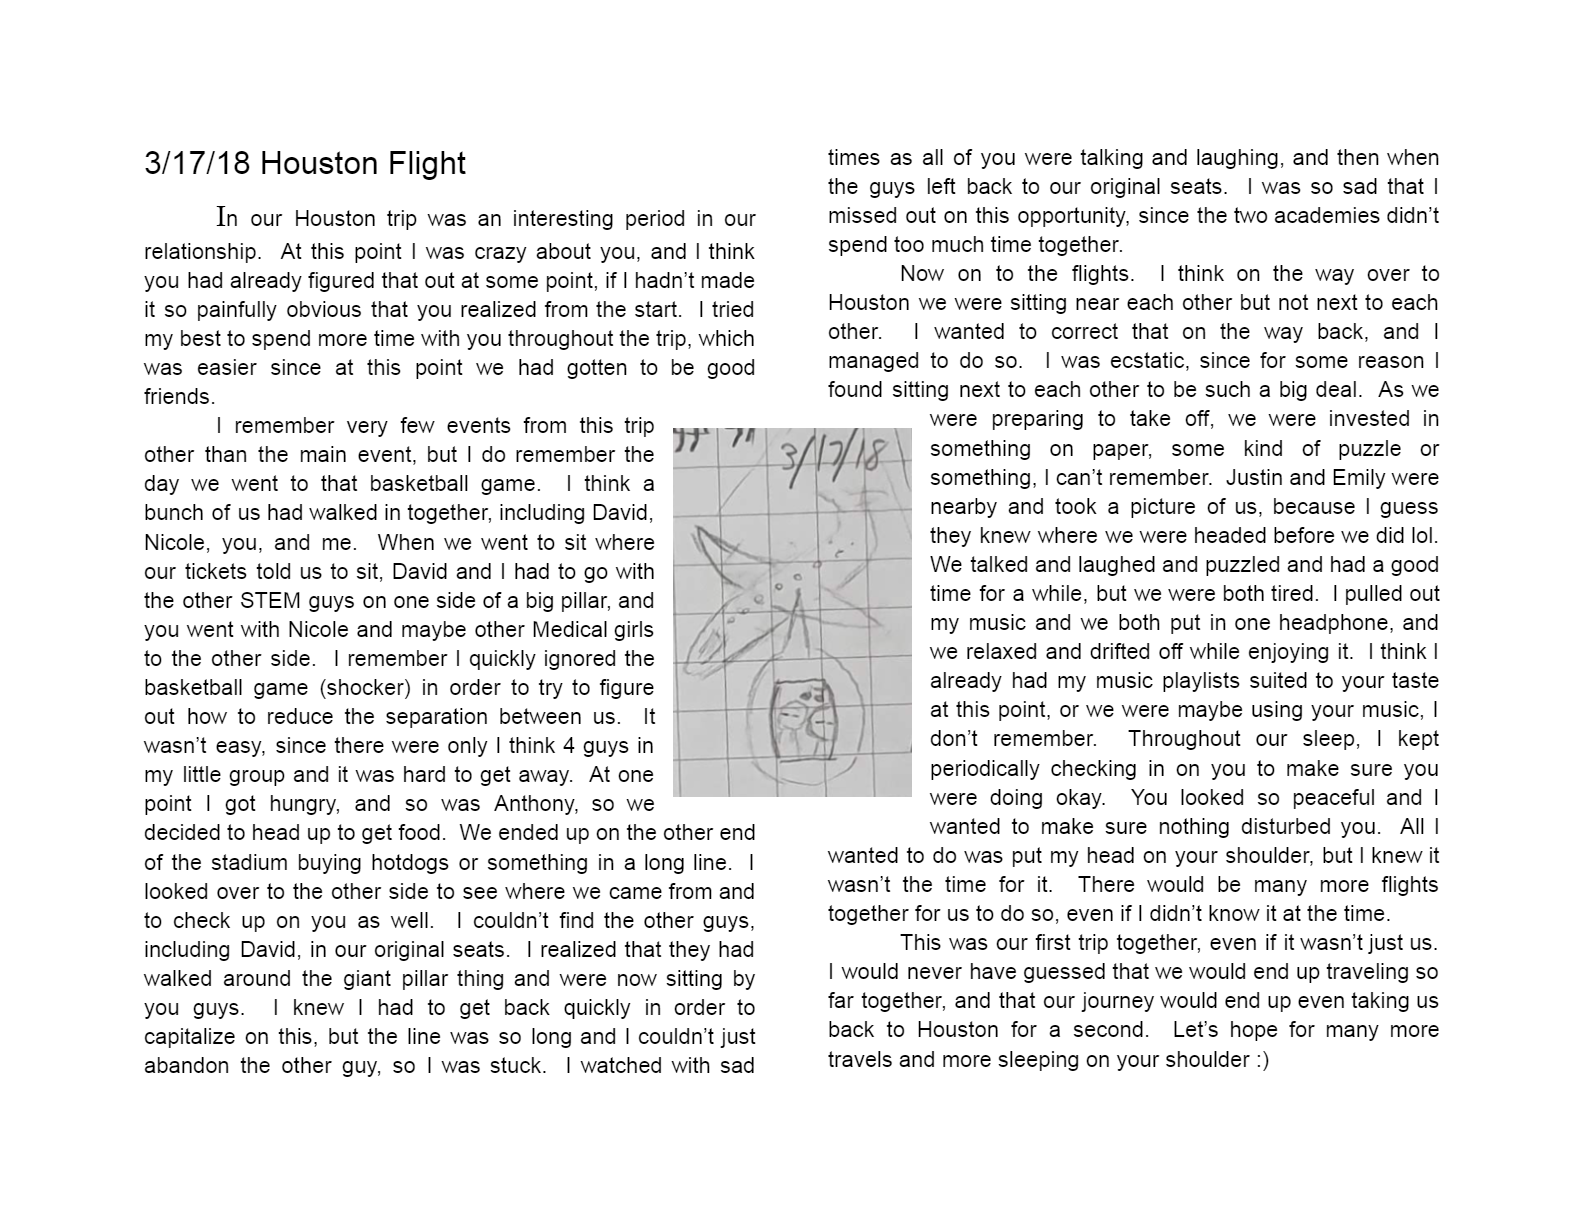 3/17/18 Houston Flight
In our Houston trip was an interesting period in our
relationship.  At this point I was crazy about you, and I think
you had already figured that out at some point, if I hadn’t made
it so painfully obvious that you realized from the start.  I tried
my best to spend more time with you throughout the trip, which
was easier since at this point we had gotten to be good
friends.
I remember very few events from this trip
other than the main event, but I do remember the
day we went to that basketball game.  I think a
bunch of us had walked in together, including David,
Nicole, you, and me.  When we went to sit where
our tickets told us to sit, David and I had to go with
the other STEM guys on one side of a big pillar, and
you went with Nicole and maybe other Medical girls
to the other side.  I remember I quickly ignored the
basketball game (shocker) in order to try to figure
out how to reduce the separation between us.  It
wasn’t easy, since there were only I think 4 guys in
my little group and it was hard to get away.  At one
point I got hungry, and so was Anthony, so we
decided to head up to get food.  We ended up on the other end
of the stadium buying hotdogs or something in a long line.  I
looked over to the other side to see where we came from and
to check up on you as well.  I couldn’t find the other guys,
including David, in our original seats.  I realized that they had
walked around the giant pillar thing and were now sitting by
you guys.  I knew I had to get back quickly in order to
capitalize on this, but the line was so long and I couldn’t just
abandon the other guy, so I was stuck.  I watched with sad
3/17/18
times as all of you were talking and laughing, and then when
the guys left back to our original seats.  I was so sad that I
missed out on this opportunity, since the two academies didn’t
spend too much time together.
Now on to the flights.  I think on the way over to
Houston we were sitting near each other but not next to each
other.  I wanted to correct that on the way back, and I
managed to do so.  I was ecstatic, since for some reason I
found sitting next to each other to be such a big deal.  As we
were preparing to take off, we were invested in
something on paper, some kind of puzzle or
something, I can’t remember.  Justin and Emily were
nearby and took a picture of us, because I guess
they knew where we were headed before we did lol.
We talked and laughed and puzzled and had a good
time for a while, but we were both tired.  I pulled out
my music and we both put in one headphone, and
we relaxed and drifted off while enjoying it.  I think I
already had my music playlists suited to your taste
at this point, or we were maybe using your music, I
don’t remember.  Throughout our sleep, I kept
periodically checking in on you to make sure you
were doing okay.  You looked so peaceful and I
wanted to make sure nothing disturbed you.  All I
wanted to do was put my head on your shoulder, but I knew it
wasn’t the time for it.  There would be many more flights
together for us to do so, even if I didn’t know it at the time.
This was our first trip together, even if it wasn’t just us.
I would never have guessed that we would end up traveling so
far together, and that our journey would end up even taking us
back to Houston for a second.  Let’s hope for many more
travels and more sleeping on your shoulder :)